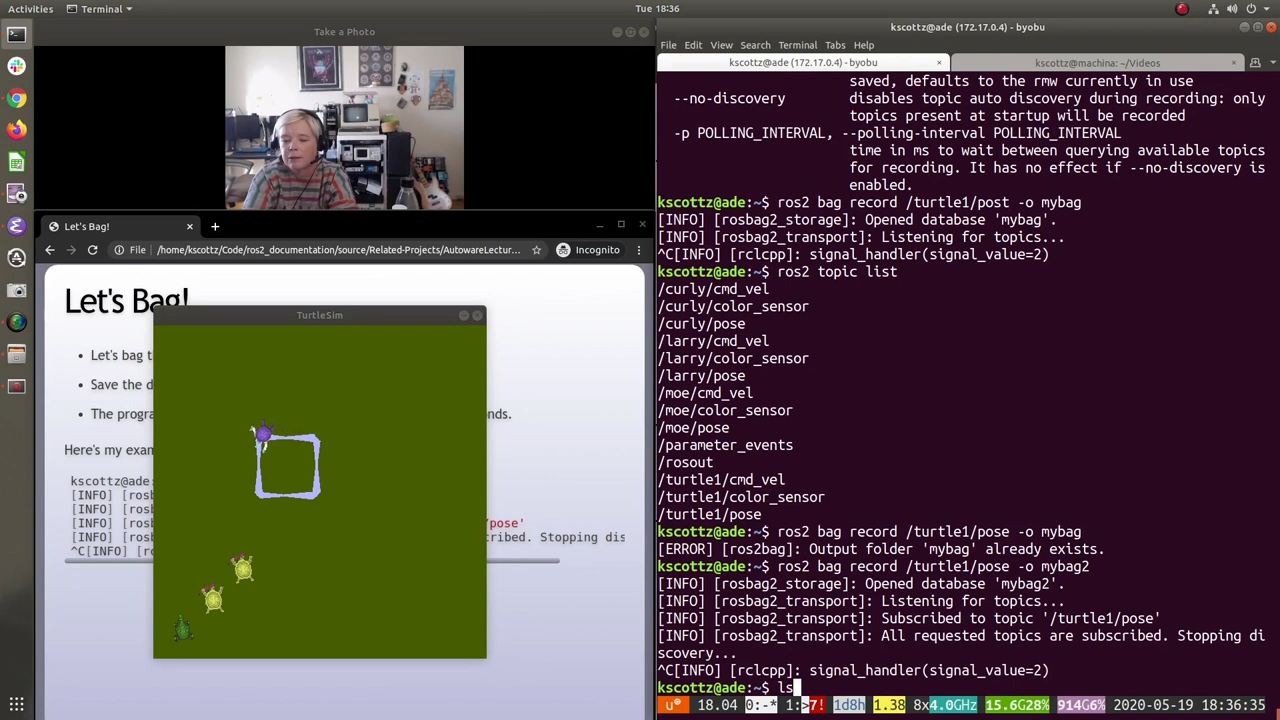 Activities
Terminal
Tue 18:36
Take a Photo
Let's Bag!
File
/home/kscottz/Code/ros2_documentation/source/Related-Projects/AutowareLectur…
Incognito
Let's Bag!
Let's bag t
Save the d
The progra
nds.
Here's my exam
kscottz@ade:
[INFO] [rosb
[INFO] [rosb
[INFO] [rosb
/pose'
[INFO] [rosb
cribed. Stopping dis
^C[INFO] [rc
TurtleSim
kscottz@ade (172.17.0.4) - byobu
File Edit View Search Terminal Tabs Help
kscottz@ade (172.17.0.4) - byobu
kscottz@machina: ~/Videos
saved, defaults to the rmw currently in use
--no-discovery disables topic auto discovery during recording: only
topics present at startup will be recorded
-p POLLING_INTERVAL, --polling-interval POLLING_INTERVAL
time in ms to wait between querying available topics
for recording. It has no effect if --no-discovery is
enabled.
kscottz@ade:~$ ros2 bag record /turtle1/post -o mybag
[INFO] [rosbag2_storage]: Opened database 'mybag'.
[INFO] [rosbag2_transport]: Listening for topics...
^C[INFO] [rclcpp]: signal_handler(signal_value=2)
kscottz@ade:~$ ros2 topic list
/curly/cmd_vel
/curly/color_sensor
/curly/pose
/larry/cmd_vel
/larry/color_sensor
/larry/pose
/moe/cmd_vel
/moe/color_sensor
/moe/pose
/parameter_events
/rosout
/turtle1/cmd_vel
/turtle1/color_sensor
/turtle1/pose
kscottz@ade:~$ ros2 bag record /turtle1/pose -o mybag
[ERROR] [ros2bag]: Output folder 'mybag' already exists.
kscottz@ade:~$ ros2 bag record /turtle1/pose -o mybag2
[INFO] [rosbag2_storage]: Opened database 'mybag2'.
[INFO] [rosbag2_transport]: Listening for topics...
[INFO] [rosbag2_transport]: Subscribed to topic '/turtle1/pose'
[INFO] [rosbag2_transport]: All requested topics are subscribed. Stopping di
scovery...
^C[INFO] [rclcpp]: signal_handler(signal_value=2)
kscottz@ade:~$ ls
u® 18.04 0:-* 1:>7! 1d8h 1.38 8x4.0GHz 15.6G28% 914G6% 2020-05-19 18:36:35